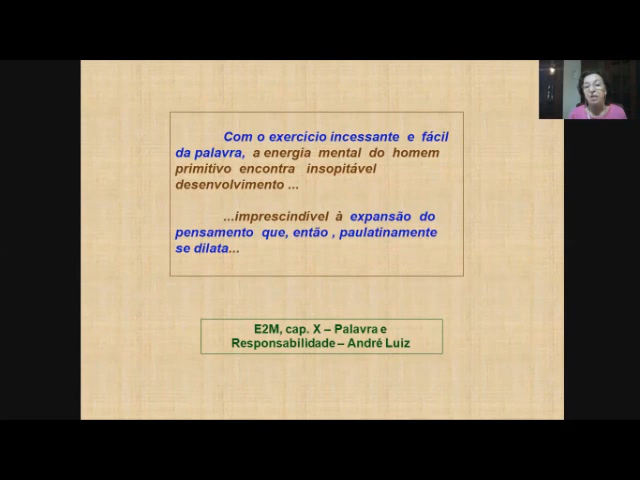 Com o exercício incessante e fácil
da palavra, a energia mental do homem
primitivo encontra insopitável
desenvolvimento ...
...imprescindível à expansão do
pensamento que, então , paulatinamente
se dilata...
E2M, cap. X – Palavra e
Responsabilidade – André Luiz